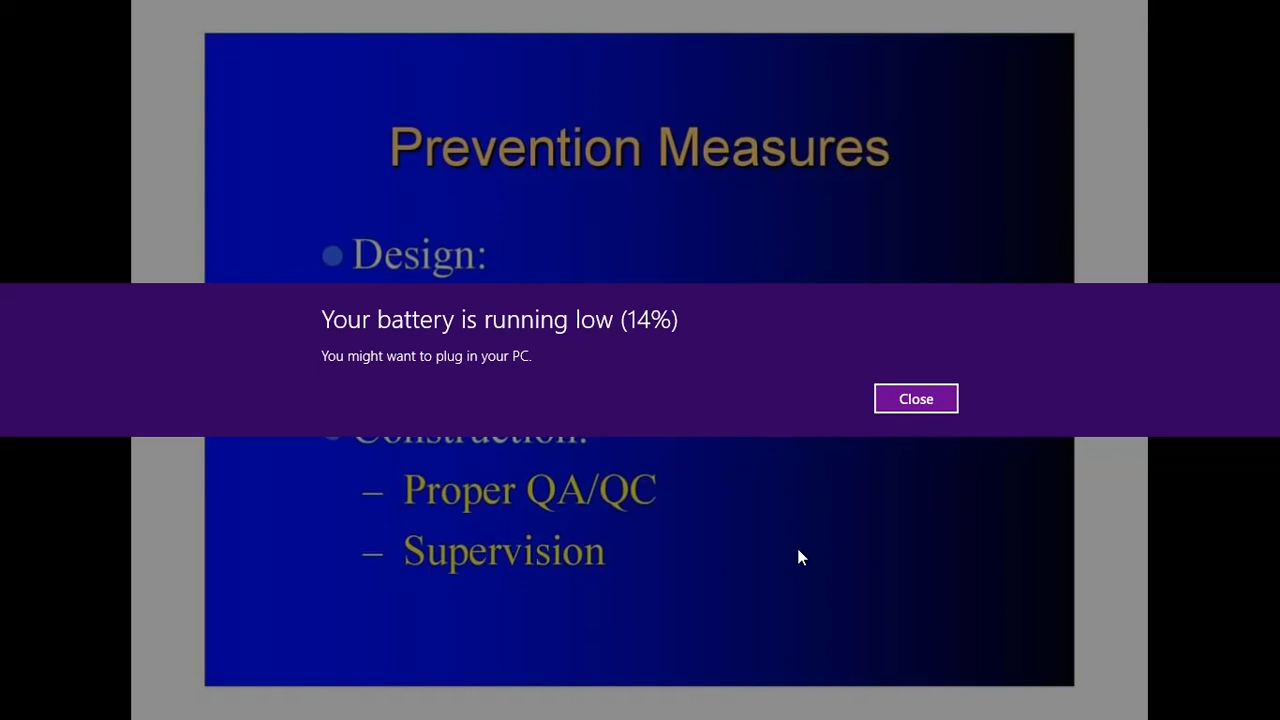 Prevention Measures
Design:
Your battery is running low (14%)
You might want to plug in your PC.
Close
Construction:
– Proper QA/QC
– Supervision